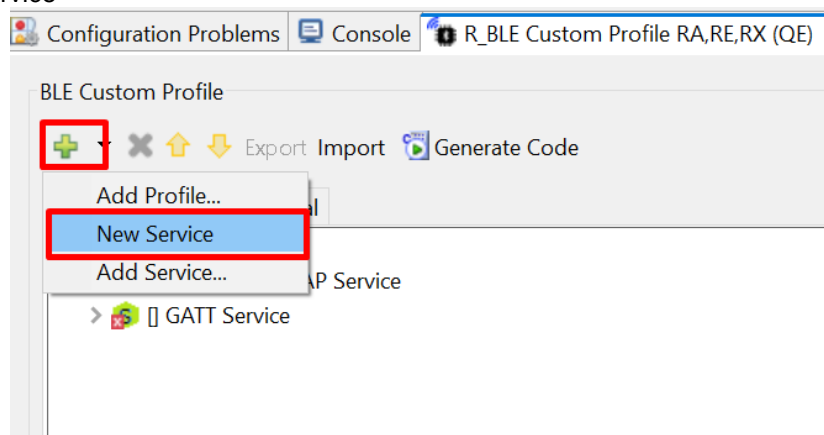 Configuration Problems Console R_BLE Custom Profile RA,RE,RX (QE)
BLE Custom Profile
Export Import Generate Code
Add Profile...
New Service
Add Service... AP Service
[] GATT Service